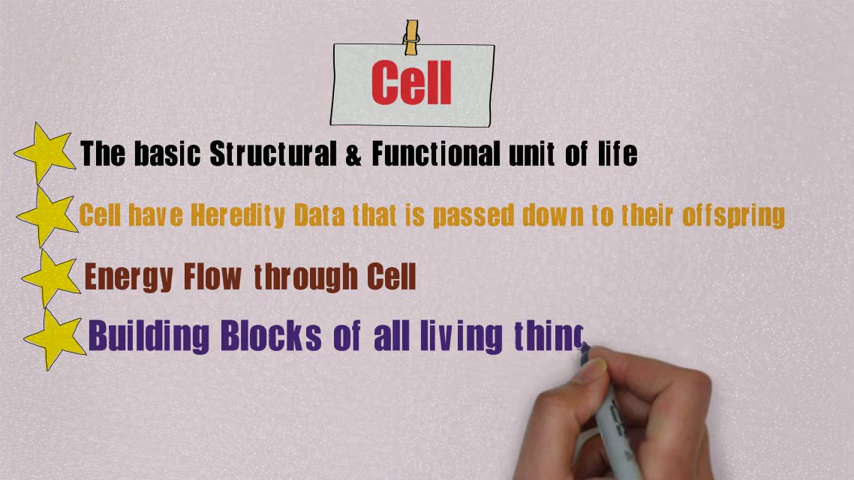 Cell
The basic Structural & Functional unit of life
Cell have Heredity Data that is passed down to their offspring
Energy Flow through Cell
Building Blocks of all living thing